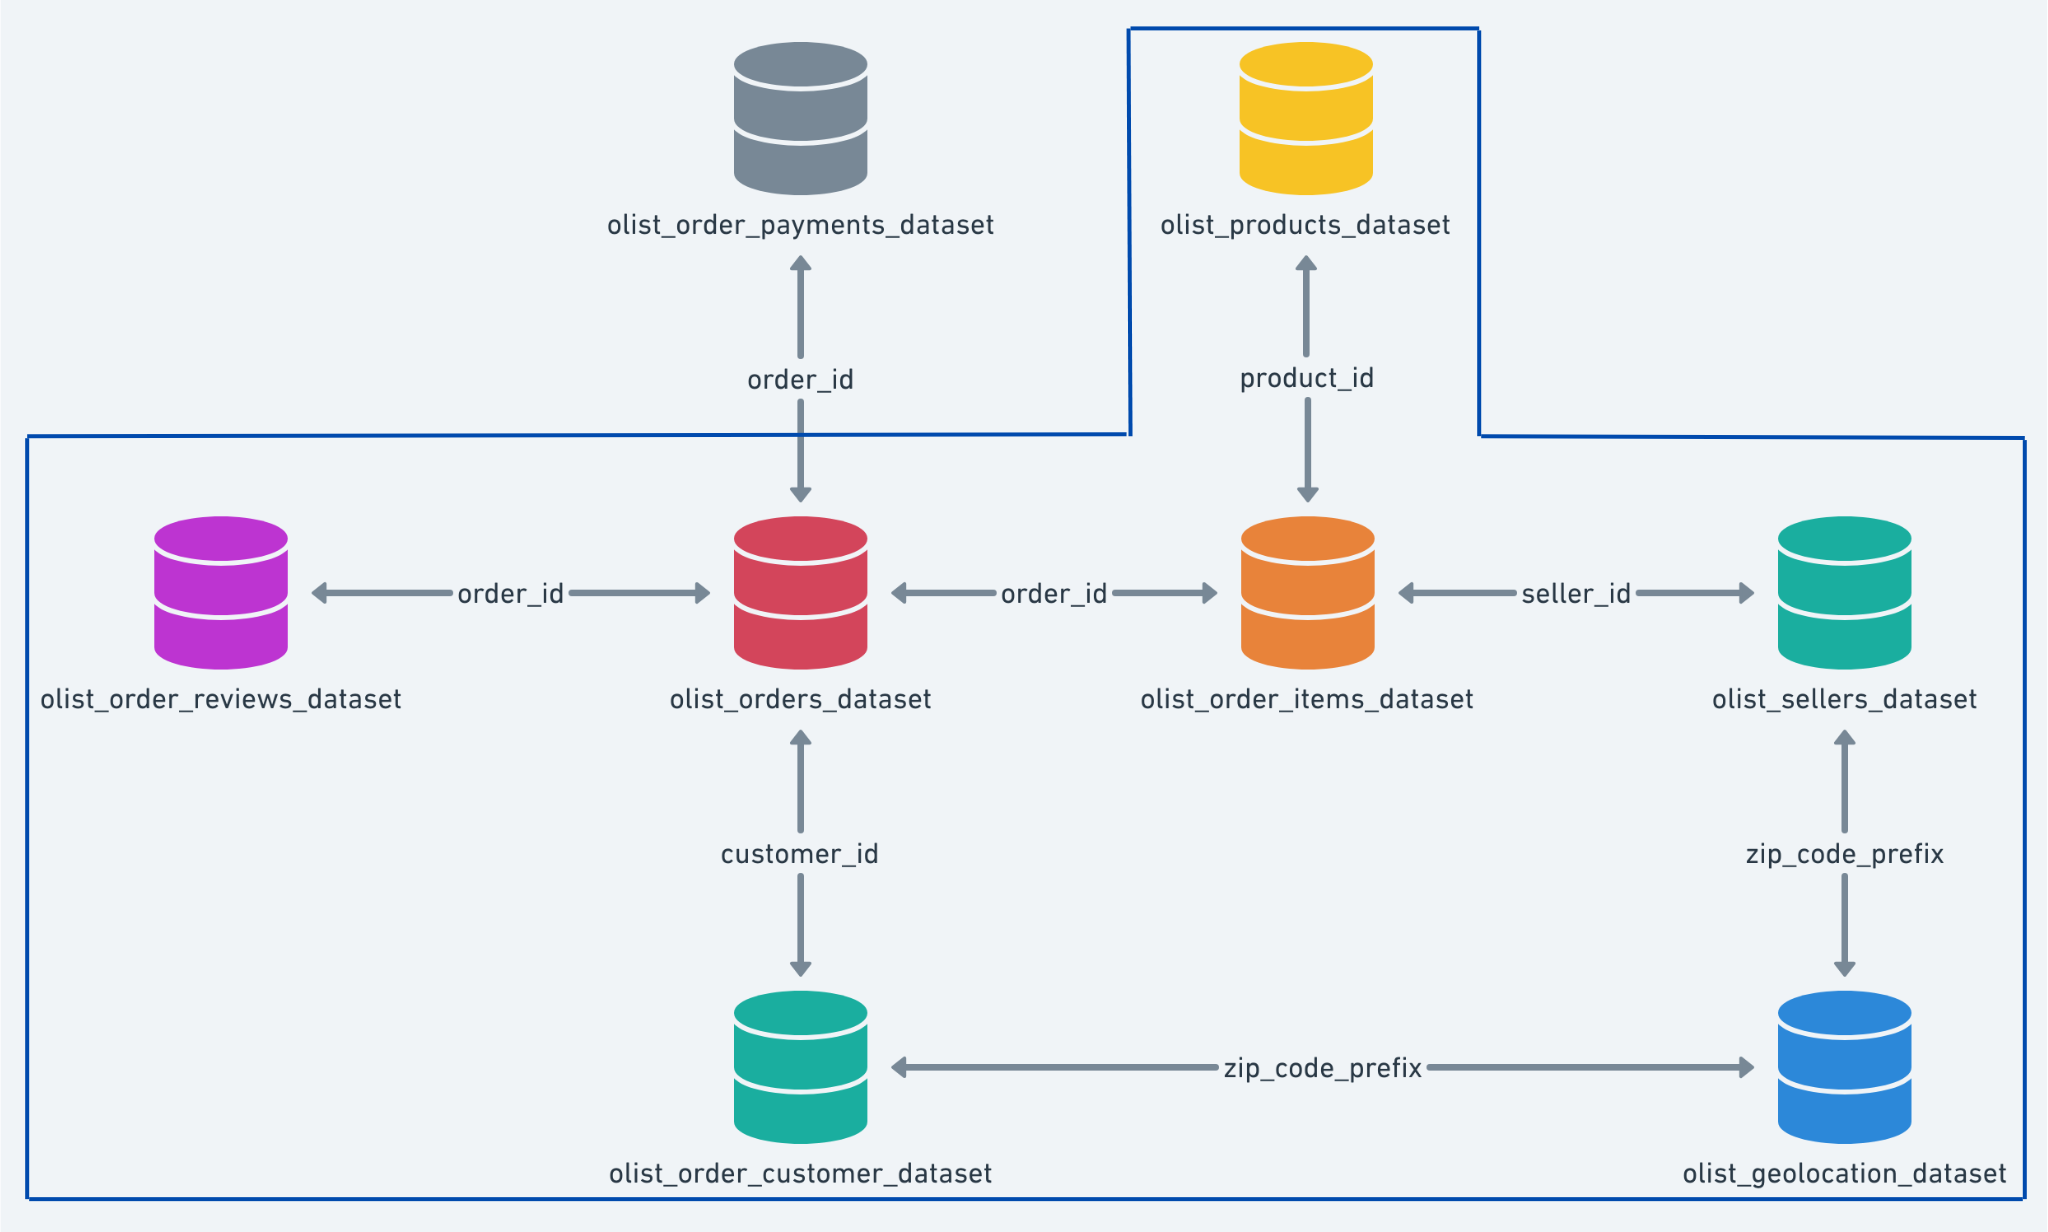 olist_order_payments_dataset
olist_products_dataset
order_id
product_id
order_id
order_id
seller_id
olist_order_reviews_dataset
olist_orders_dataset
olist_order_items_dataset
olist_sellers_dataset
customer_id
zip_code_prefix
zip_code_prefix
olist_order_customer_dataset
olist_geolocation_dataset